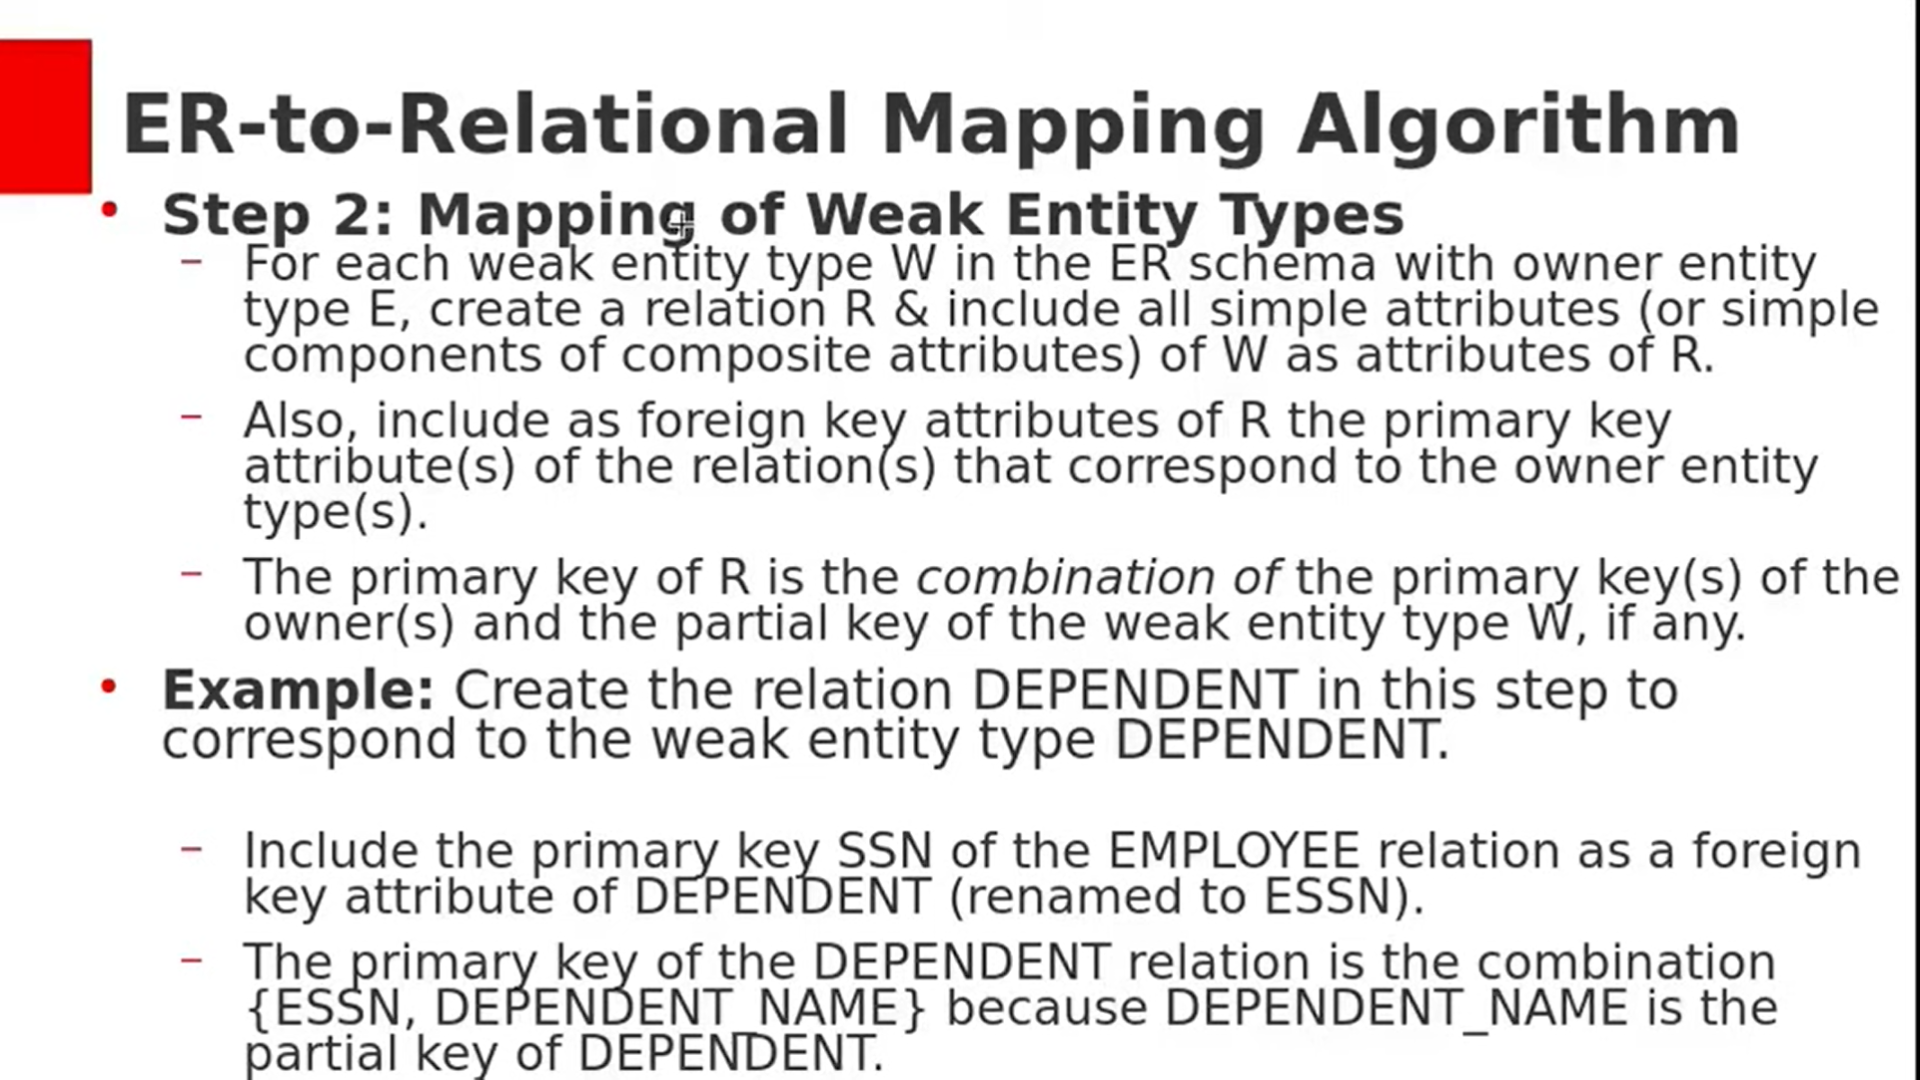 ER-to-Relational Mapping Algorithm
• Step 2: Mapping of Weak Entity Types
– For each weak entity type W in the ER schema with owner entity
type E, create a relation R & include all simple attributes (or simple
components of composite attributes) of W as attributes of R.
– Also, include as foreign key attributes of R the primary key
attribute(s) of the relation(s) that correspond to the owner entity
type(s).
– The primary key of R is the combination of the primary key(s) of the
owner(s) and the partial key of the weak entity type W, if any.
• Example: Create the relation DEPENDENT in this step to
correspond to the weak entity type DEPENDENT.
– Include the primary key SSN of the EMPLOYEE relation as a foreign
key attribute of DEPENDENT (renamed to ESSN).
– The primary key of the DEPENDENT relation is the combination
{ESSN, DEPENDENT_NAME} because DEPENDENT_NAME is the
partial key of DEPENDENT.